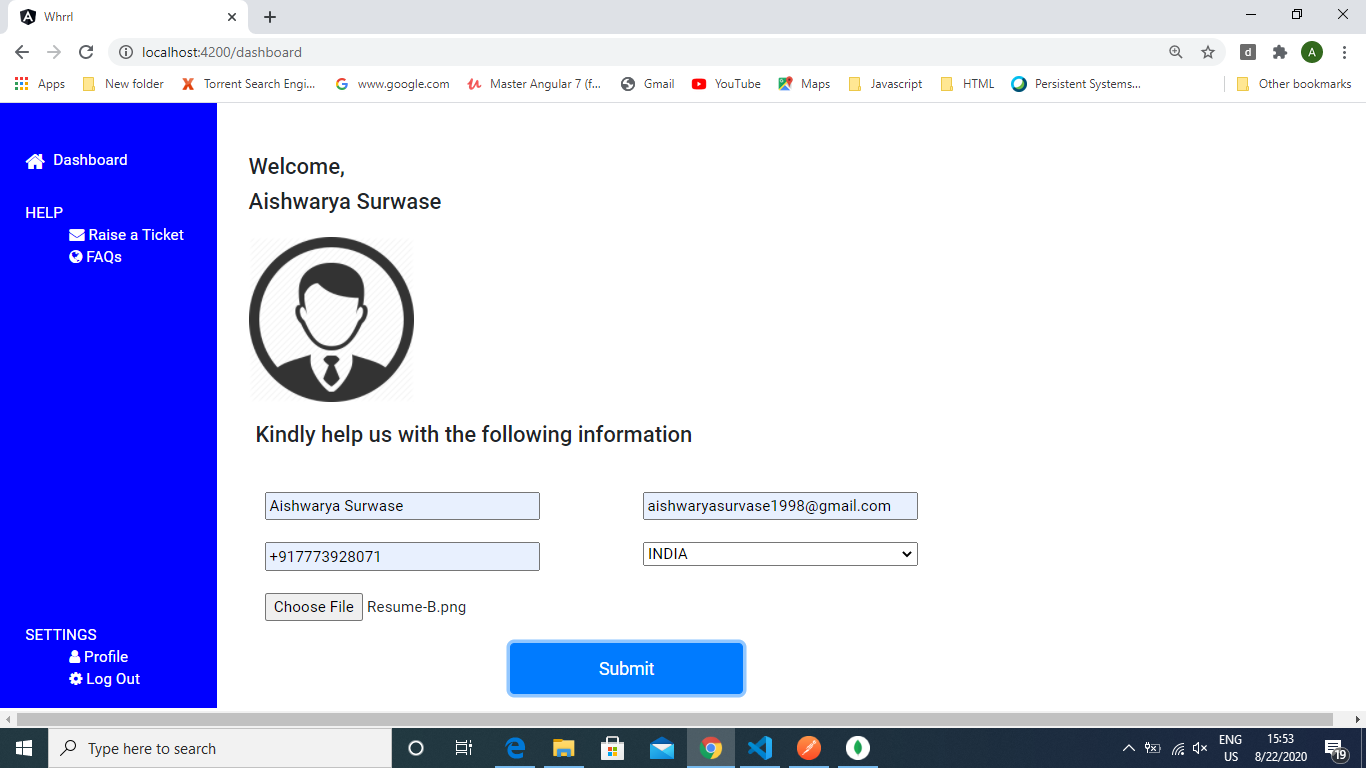 Whrrl
localhost:4200/dashboard
d
A
Apps New folder Torrent Search Engi... www.google.com Master Angular 7 (f... Gmail YouTube Maps Javascript HTML Persistent Systems... Other bookmarks
Dashboard
HELP
Raise a Ticket
FAQs
SETTINGS
Profile
Log Out
Welcome,
Aishwarya Surwase
Kindly help us with the following information
Aishwarya Surwase aishwaryasurvase1998@gmail.com
+917773928071 INDIA
Choose File Resume-B.png
Submit
Type here to search
ENG
US
15:53
8/22/2020
19